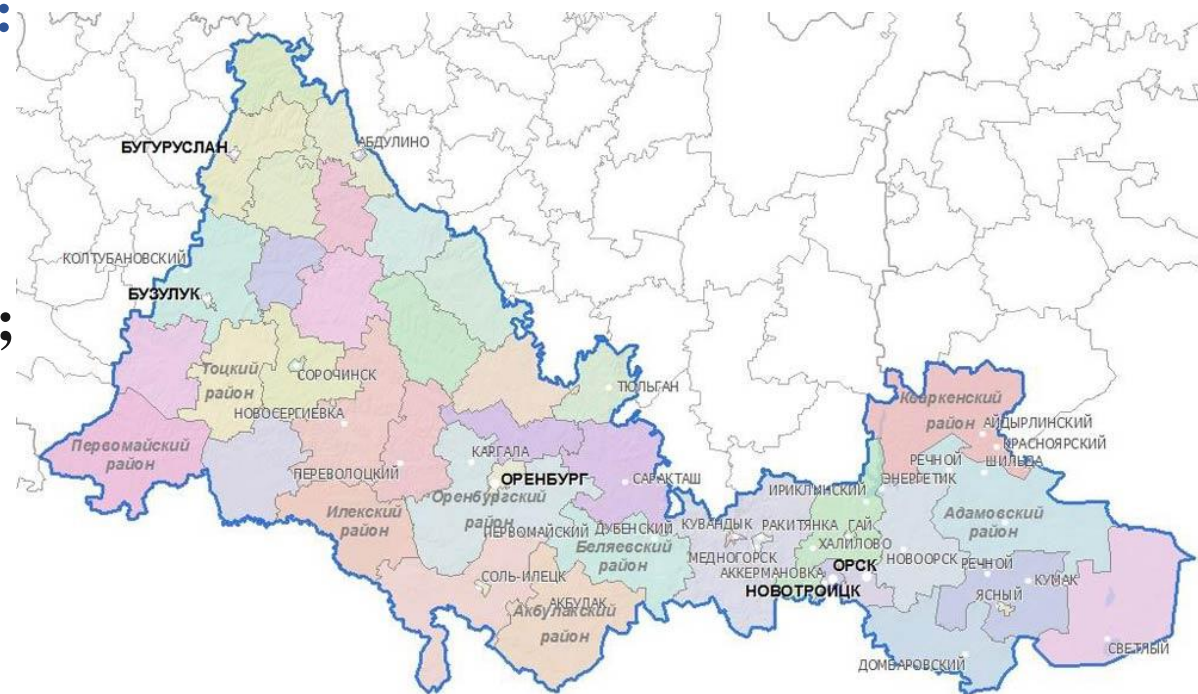 :
БУГУРУСЛАН
АБДУЛИНО
КОЛТУБАНОВСКИЙ
БУЗУЛУК
;
Тоцкий
район
СОРОЧИНСК
ТЮЛЬГАН
НОВОСЕРГИЕВКА
Кваркенский
район
АЙДЫРЛИНСКИЙ
КРАСНОЯРСКИЙ
Первомайский
район
КАРГАЛА
РЕЧНОЙ
ШИЛЬДА
ПЕРЕВОЛОЦКИЙ
ОРЕНБУРГ
САРАКТАШ
ИРИКЛИНСКИЙ
ЭНЕРГЕТИК
Оренбургский
район
Илекский
район
Адамовский
район
ПЕРВОМАЙСКИЙ
ДУБЕНСКИЙ
КУВАНДЫК
РАКИТЯНКА
ГАЙ
Беляевский
район
ХАЛИЛОВО
МЕДНОГОРСК
НОВООРСК
РЕЧНОЙ
АККЕРМАНОВКА
ОРСК
СОЛЬ-ИЛЕЦК
КУМАК
НОВОТРОИЦК
ЯСНЫЙ
АКБУЛАК
Акбулакский
район
СВЕТЛЫЙ
ДОМБАРОВСКИЙ